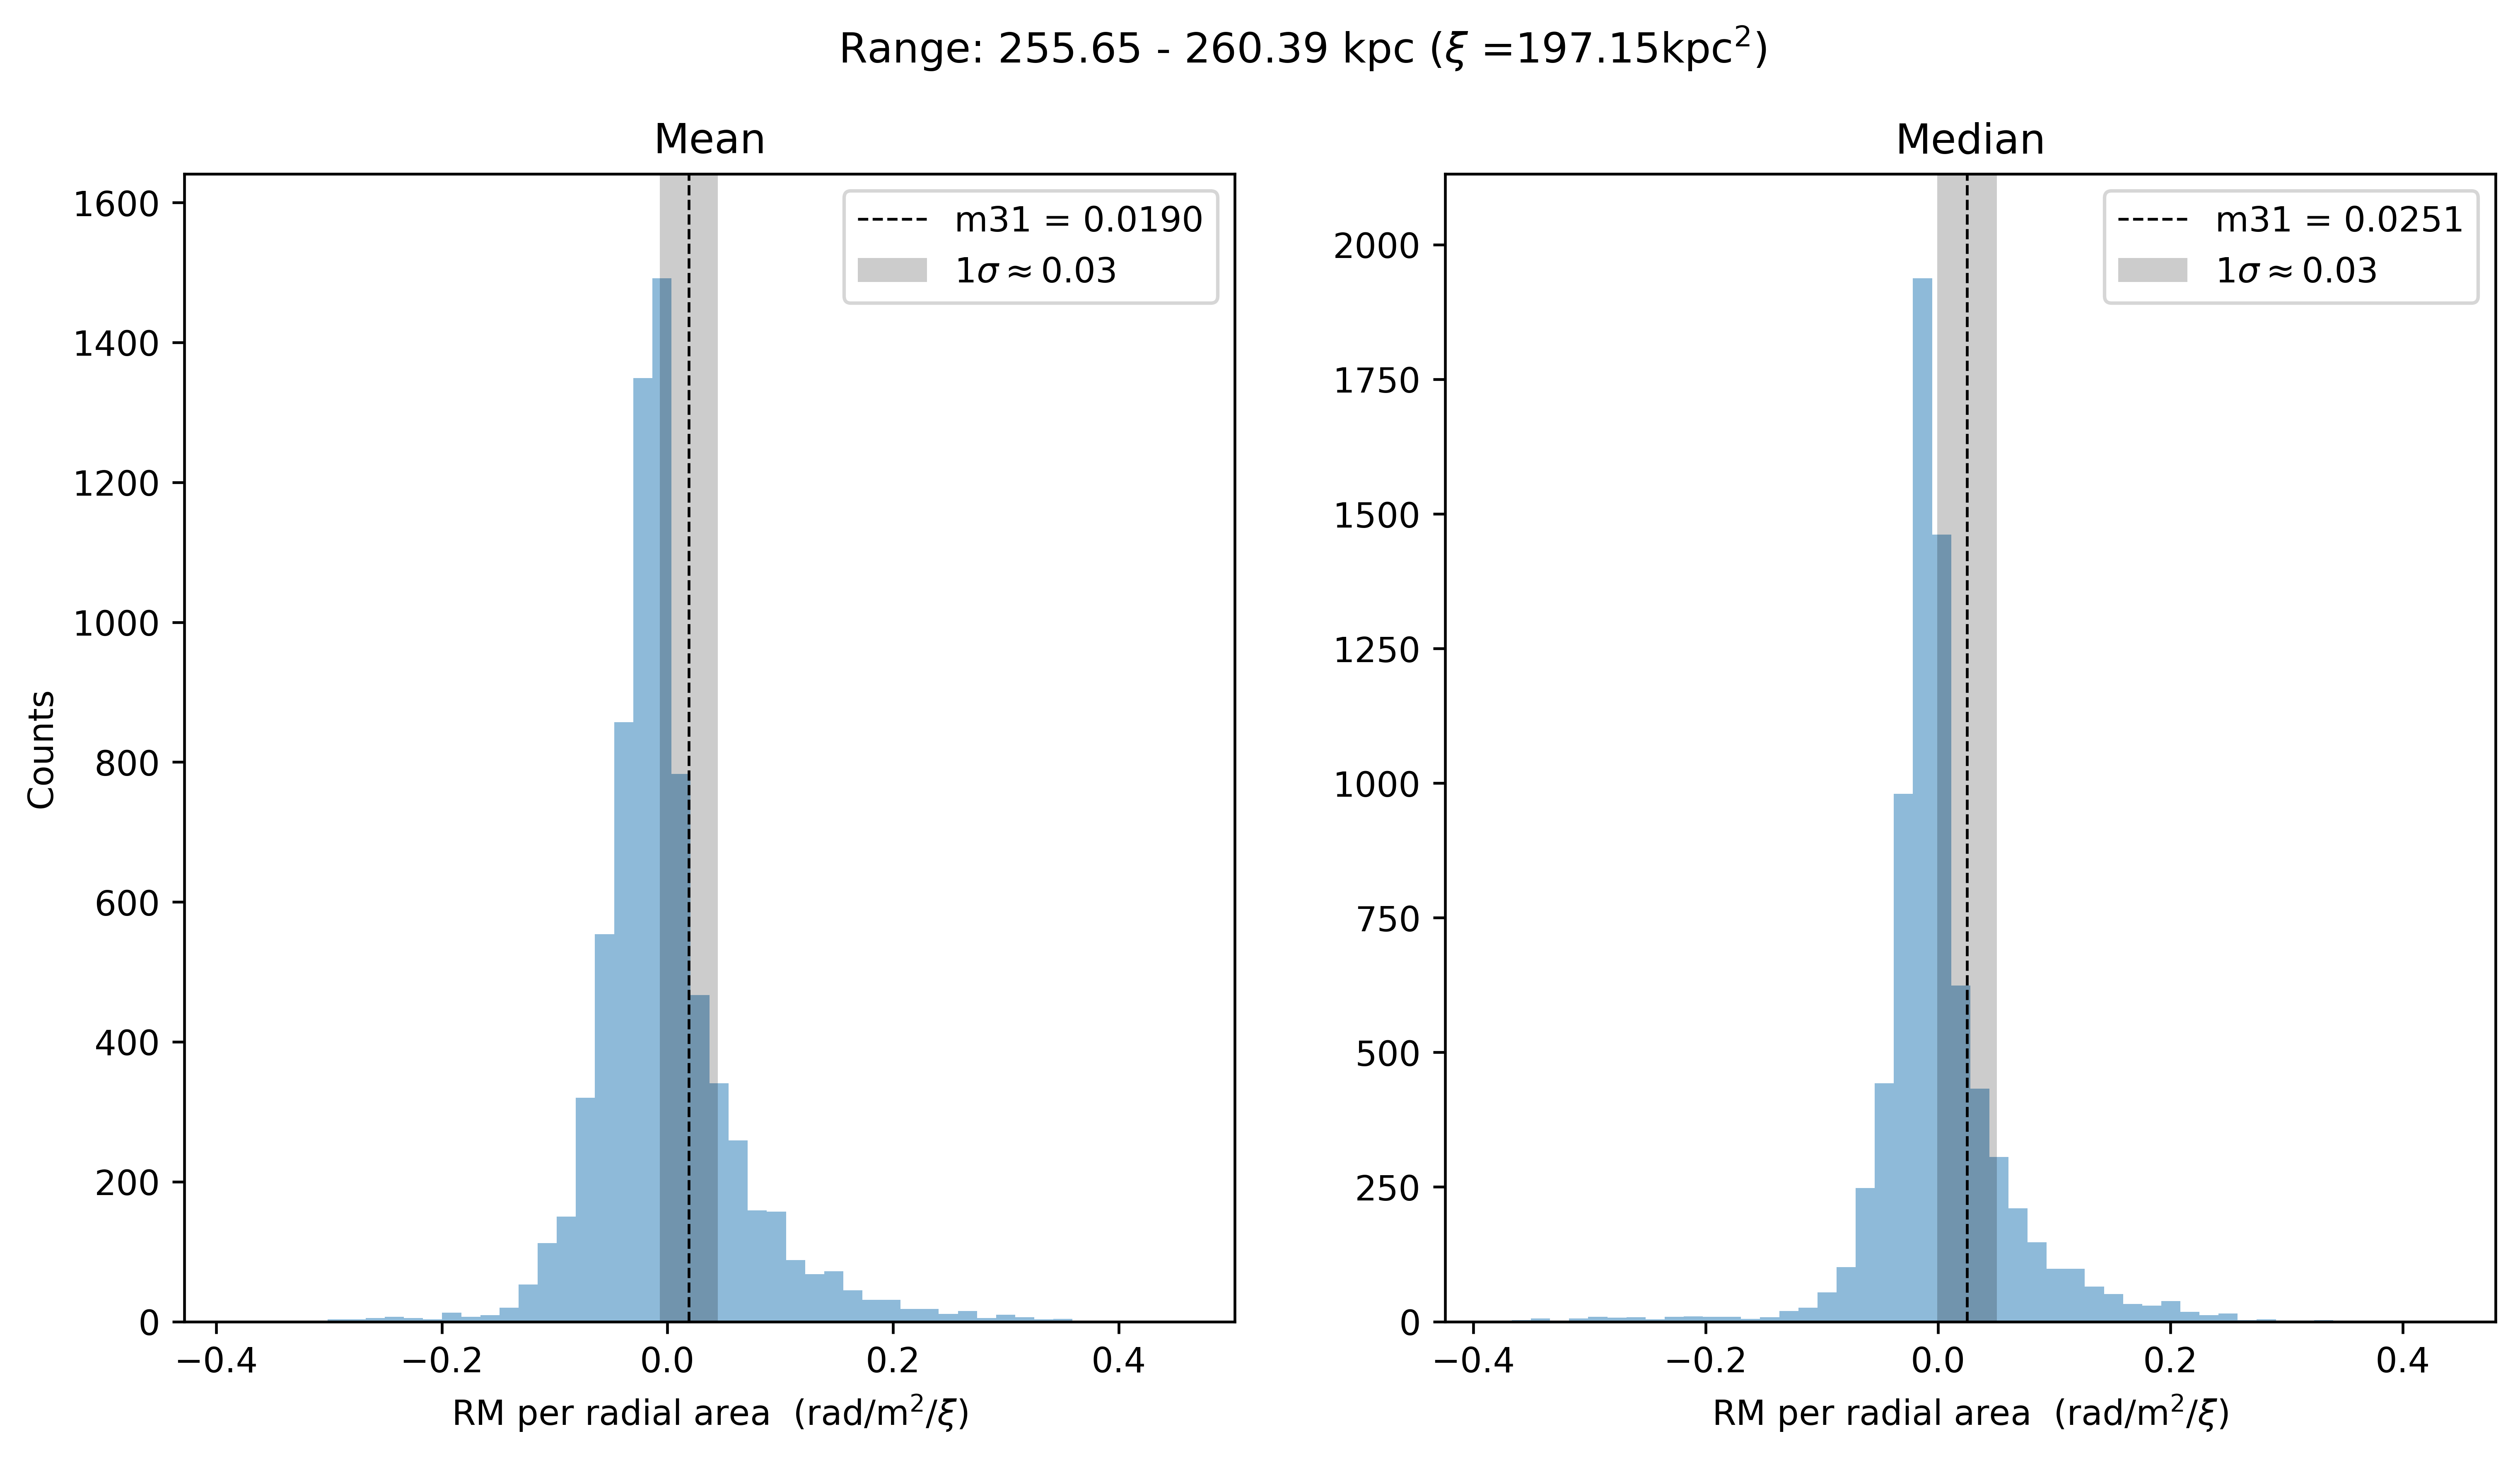 Range: 255.65 - 260.39 kpc (ξ =197.15kpc²)
Mean
1600
1400
1200
1000
800
600
400
200
0
Counts
m31 = 0.0190
1σ ≈ 0.03
−0.4 −0.2 0.0 0.2 0.4
RM per radial area (rad/m²/ξ)
Median
2000
1750
1500
1250
1000
750
500
250
0
m31 = 0.0251
1σ ≈ 0.03
−0.4 −0.2 0.0 0.2 0.4
RM per radial area (rad/m²/ξ)